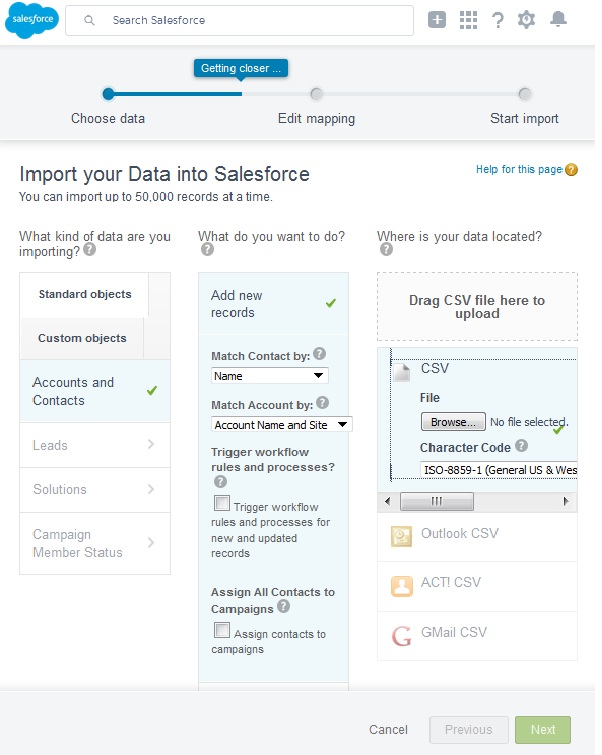 salesforce
Search Salesforce
Getting closer ...
Choose data
Edit mapping
Start import
Import your Data into Salesforce
Help for this page ?
You can import up to 50,000 records at a time.
What kind of data are you
importing? ?
Standard objects
Custom objects
Accounts and
Contacts
Leads
Solutions
Campaign
Member Status
What do you want to do?
?
Add new
records
Match Contact by: ?
Name
Match Account by: ?
Account Name and Site
Trigger workflow
rules and processes?
?
Trigger workflow
rules and processes for
new and updated
records
Assign All Contacts to
Campaigns ?
Assign contacts to
campaigns
Where is your data located?
?
Drag CSV file here to
upload
CSV
File
Browse... No file selected.
Character Code ?
ISO-8859-1 (General US & Wes
Outlook CSV
ACT! CSV
G GMail CSV
Cancel
Previous
Next